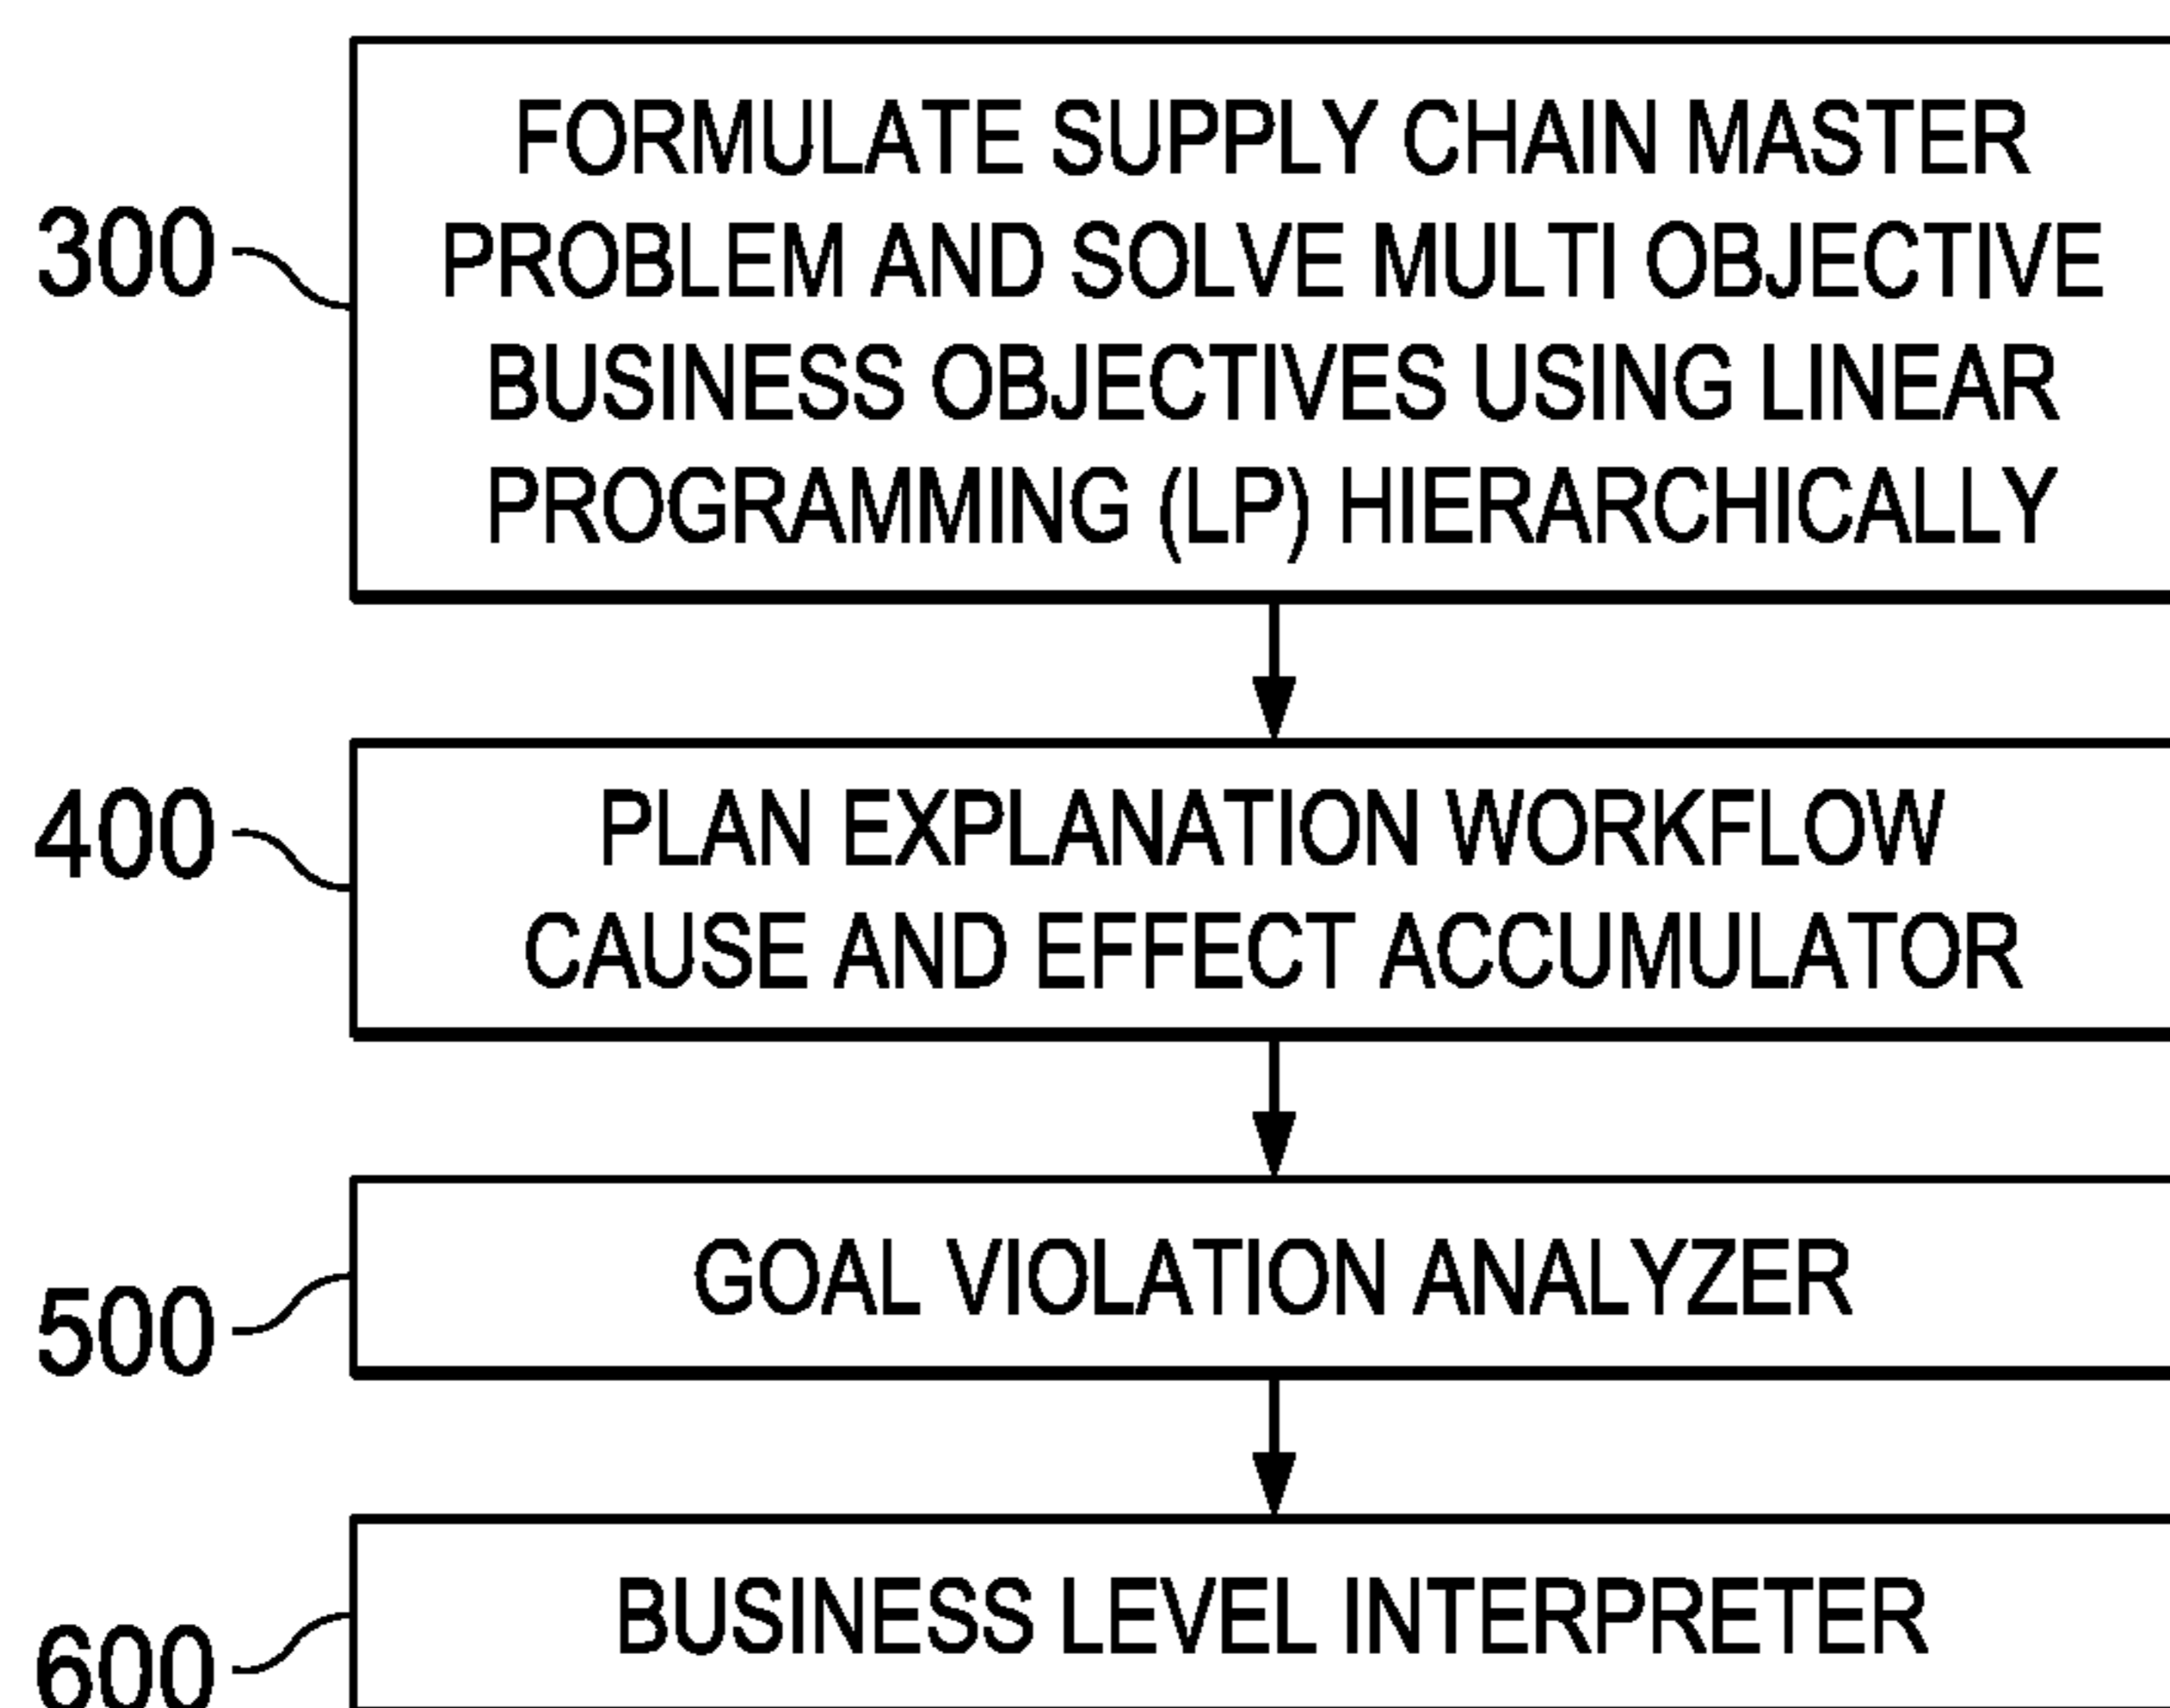 300
FORMULATE SUPPLY CHAIN MASTER
PROBLEM AND SOLVE MULTI OBJECTIVE
BUSINESS OBJECTIVES USING LINEAR
PROGRAMMING (LP) HIERARCHICALLY
400
PLAN EXPLANATION WORKFLOW
CAUSE AND EFFECT ACCUMULATOR
500
GOAL VIOLATION ANALYZER
600
BUSINESS LEVEL INTERPRETER